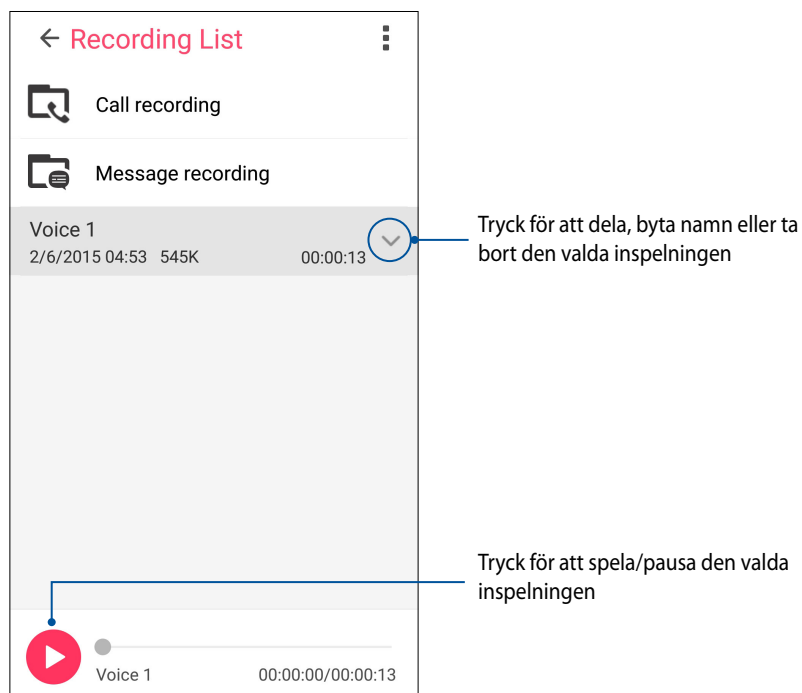 Recording List
Call recording
Message recording
Voice 1
2/6/2015 04:53 545K 00:00:13
Tryck för att dela, byta namn eller ta
bort den valda inspelningen
Tryck för att spela/pausa den valda
inspelningen
Voice 1 00:00:00/00:00:13